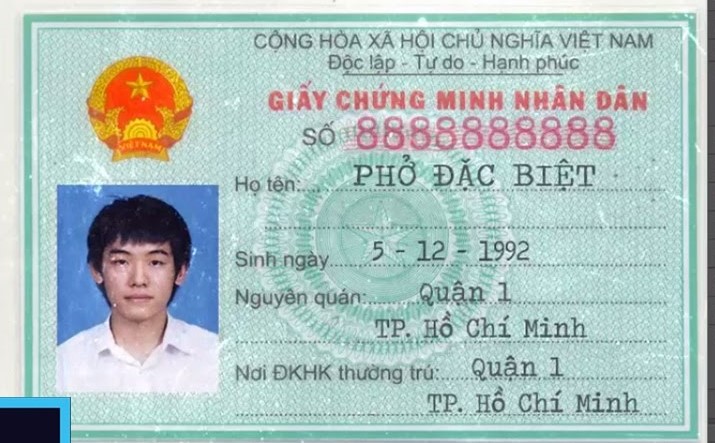 CỘNG HÒA XÃ HỘI CHỦ NGHĨA VIỆT NAM
Độc lập - Tự do - Hạnh phúc
GIẤY CHỨNG MINH NHÂN DÂN
SỐ 8888888888
Họ tên: PHỞ ĐẶC BIỆT
Sinh ngày 5 - 12 - 1992
Nguyên quán: Quận 1
TP. Hồ Chí Minh
Nơi ĐKHK thường trú: Quận 1
TP. Hồ Chí Minh
VIỆT NAM